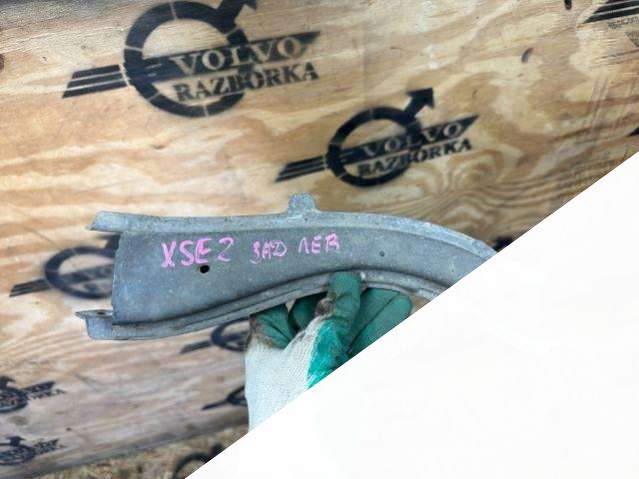 VOLVO
RAZBORKA
VOLVO
RAZBORKA
XSE2 ЗАД ЛЕВ